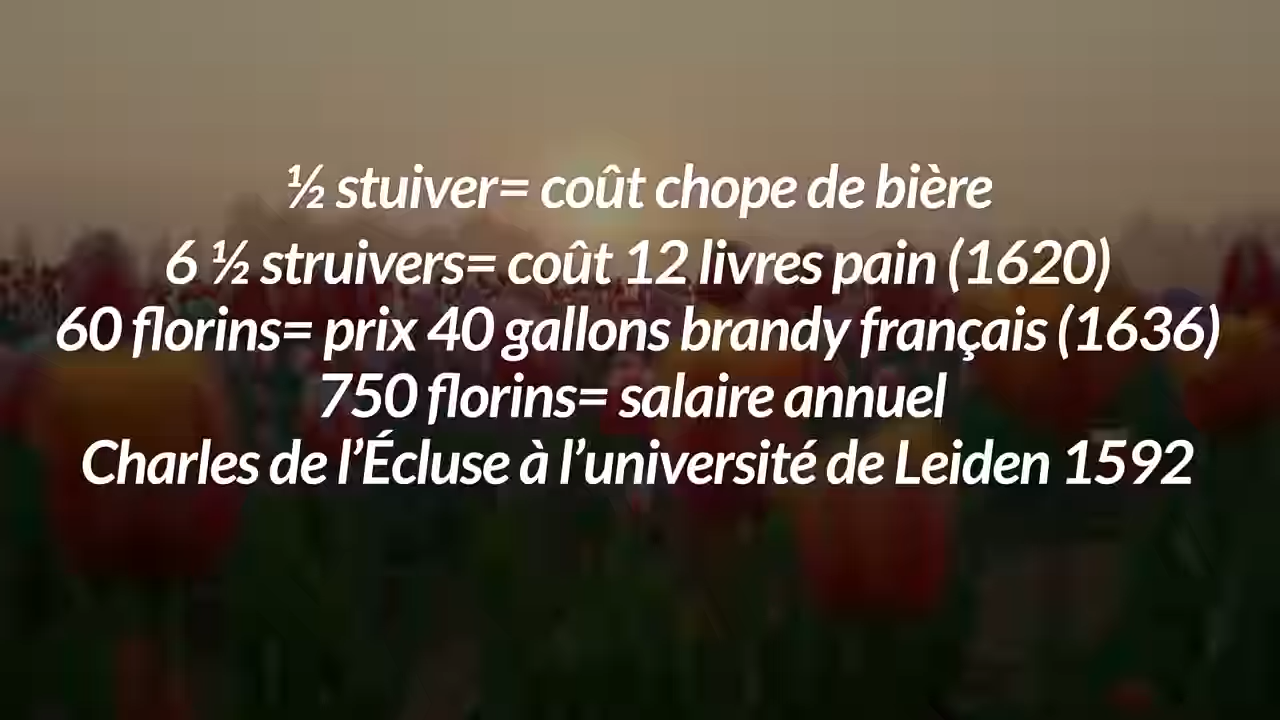 ½ stuiver= coût chope de bière
6 ½ struivers= coût 12 livres pain (1620)
60 florins= prix 40 gallons brandy français (1636)
750 florins= salaire annuel
Charles de l’Écluse à l’université de Leiden 1592